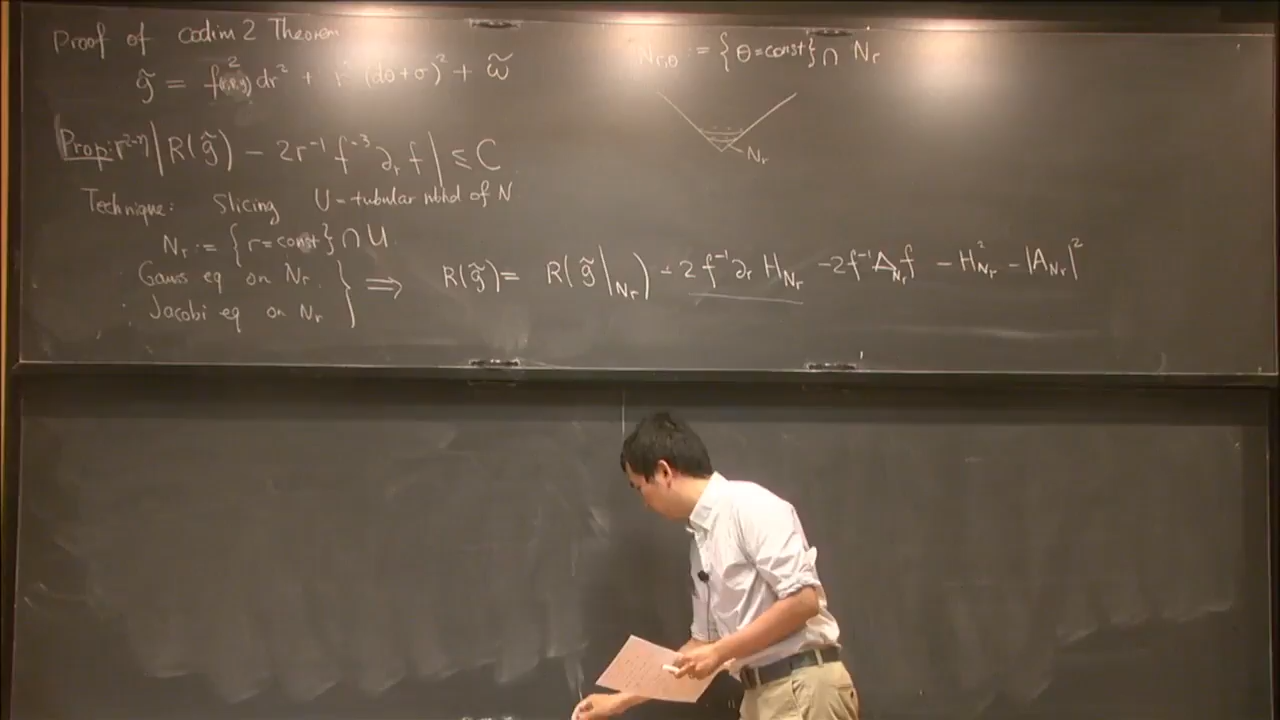 Proof of codim 2 Theorem
g̃ = f²(r,θ,y) dr² + r² (dθ+σ)² + ω̃
Prop: r^{2-η} |R(g̃) - 2r⁻¹ f⁻³ ∂_r f| ≤ C
Technique: Slicing U = tubular nbhd of N
N_r := {r=const} ∩ U
Gauss eq on N_r
Jacobi eq on N_r
} ⟹ R(g̃) = R(g̃|_{N_r}) - 2 f⁻¹ ∂_r H_{N_r} - 2f⁻¹ Δ_{N_r} f - H²_{N_r} - |A_{N_r}|²
N_{r,θ} := {θ=const} ∩ N_r
N_r